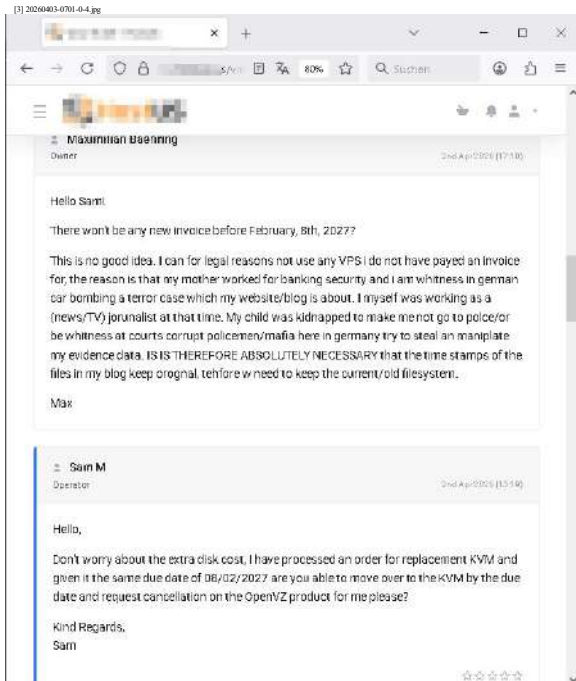 [3] 20260403-0701-0-4.jpg
80%
Suchen
Maximilian Baehring
Owner
2nd Apr 2026
Hello Sam!
There won't be any new invoice before February, 8th, 2027?
This is no good idea. I can for legal reasons not use any VPS i do not have payed an invoice
for, the reason is that my mother worked for banking security and i am whitness in german
car bombing a terror case which my website/blog is about. I myself was working as a
(news/TV) jorunalist at that time. My child was kidnapped to make me not go to polce/or
be whitness at courts corrupt policemen/mafia here in germany try to steal an maniplate
my evidence data. IS IS THEREFORE ABSOLUTELY NECESSARY that the time stamps of the
files in my blog keep orognal, tehfore w need to keep the current/old filesystem.
Max
Sam M
Operator
2nd Apr 2026
Hello,
Don't worry about the extra disk cost, I have processed an order for replacement KVM and
given it the same due date of 08/02/2027 are you able to move over to the KVM by the due
date and request cancellation on the OpenVZ product for me please?
Kind Regards,
Sam